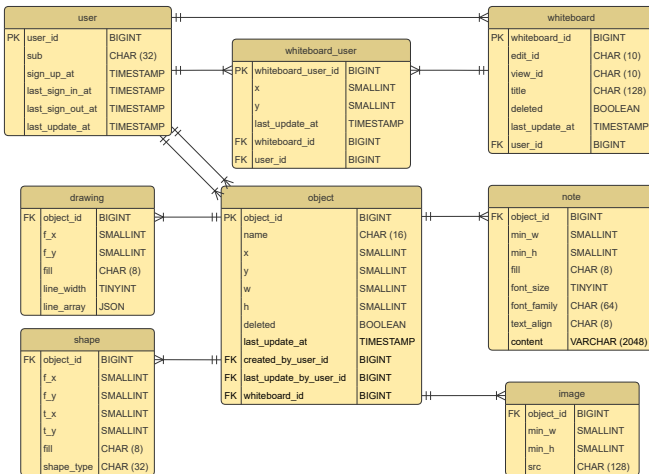 user
PK user_id BIGINT
sub CHAR (32)
sign_up_at TIMESTAMP
last_sign_in_at TIMESTAMP
last_sign_out_at TIMESTAMP
last_update_at TIMESTAMP
whiteboard_user
PK whiteboard_user_id BIGINT
x SMALLINT
y SMALLINT
last_update_at TIMESTAMP
FK whiteboard_id BIGINT
FK user_id BIGINT
whiteboard
PK whiteboard_id BIGINT
edit_id CHAR (10)
view_id CHAR (10)
title CHAR (128)
deleted BOOLEAN
last_update_at TIMESTAMP
FK user_id BIGINT
drawing
FK object_id BIGINT
f_x SMALLINT
f_y SMALLINT
fill CHAR (8)
line_width TINYINT
line_array JSON
object
PK object_id BIGINT
name CHAR (16)
x SMALLINT
y SMALLINT
w SMALLINT
h SMALLINT
deleted BOOLEAN
last_update_at TIMESTAMP
FK created_by_user_id BIGINT
FK last_update_by_user_id BIGINT
FK whiteboard_id BIGINT
note
FK object_id BIGINT
min_w SMALLINT
min_h SMALLINT
fill CHAR (8)
font_size TINYINT
font_family CHAR (64)
text_align CHAR (8)
content VARCHAR (2048)
shape
FK object_id BIGINT
f_x SMALLINT
f_y SMALLINT
t_x SMALLINT
t_y SMALLINT
fill CHAR (8)
shape_type CHAR (32)
image
FK object_id BIGINT
min_w SMALLINT
min_h SMALLINT
src CHAR (128)